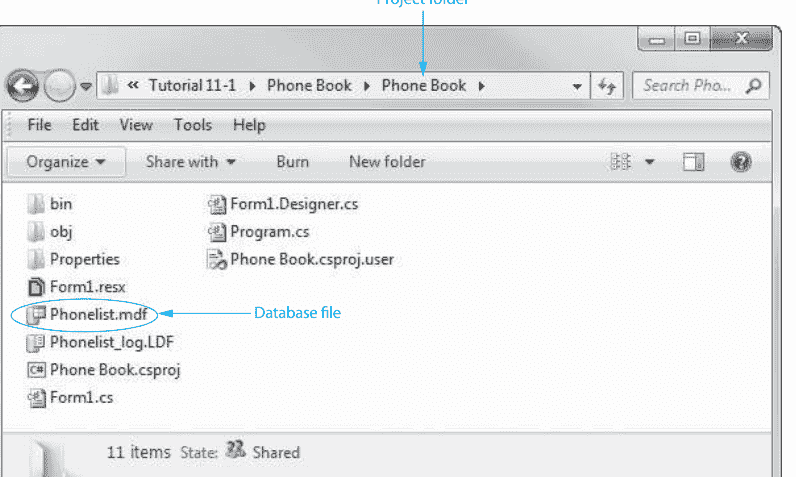 Project folder
« Tutorial 11-1 Phone Book Phone Book Search Pho...
File Edit View Tools Help
Organize Share with Burn New folder
bin
obj
Properties
Form1.resx
Phonelist.mdf
Phonelist_log.LDF
Phone Book.csproj
Form1.cs
Form1.Designer.cs
Program.cs
Phone Book.csproj.user
Database file
11 items State: Shared